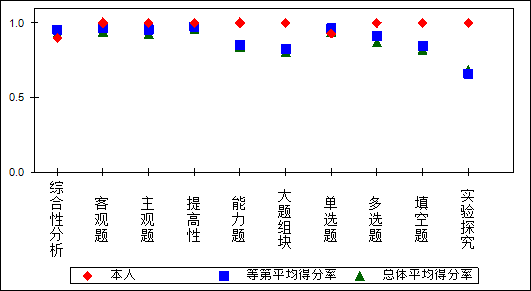 1.0
0.5
0.0
综合性分析
客观题
主观题
提高性
能力题
大题组块
单选题
多选题
填空题
实验探究
本人 等第平均得分率 总体平均得分率